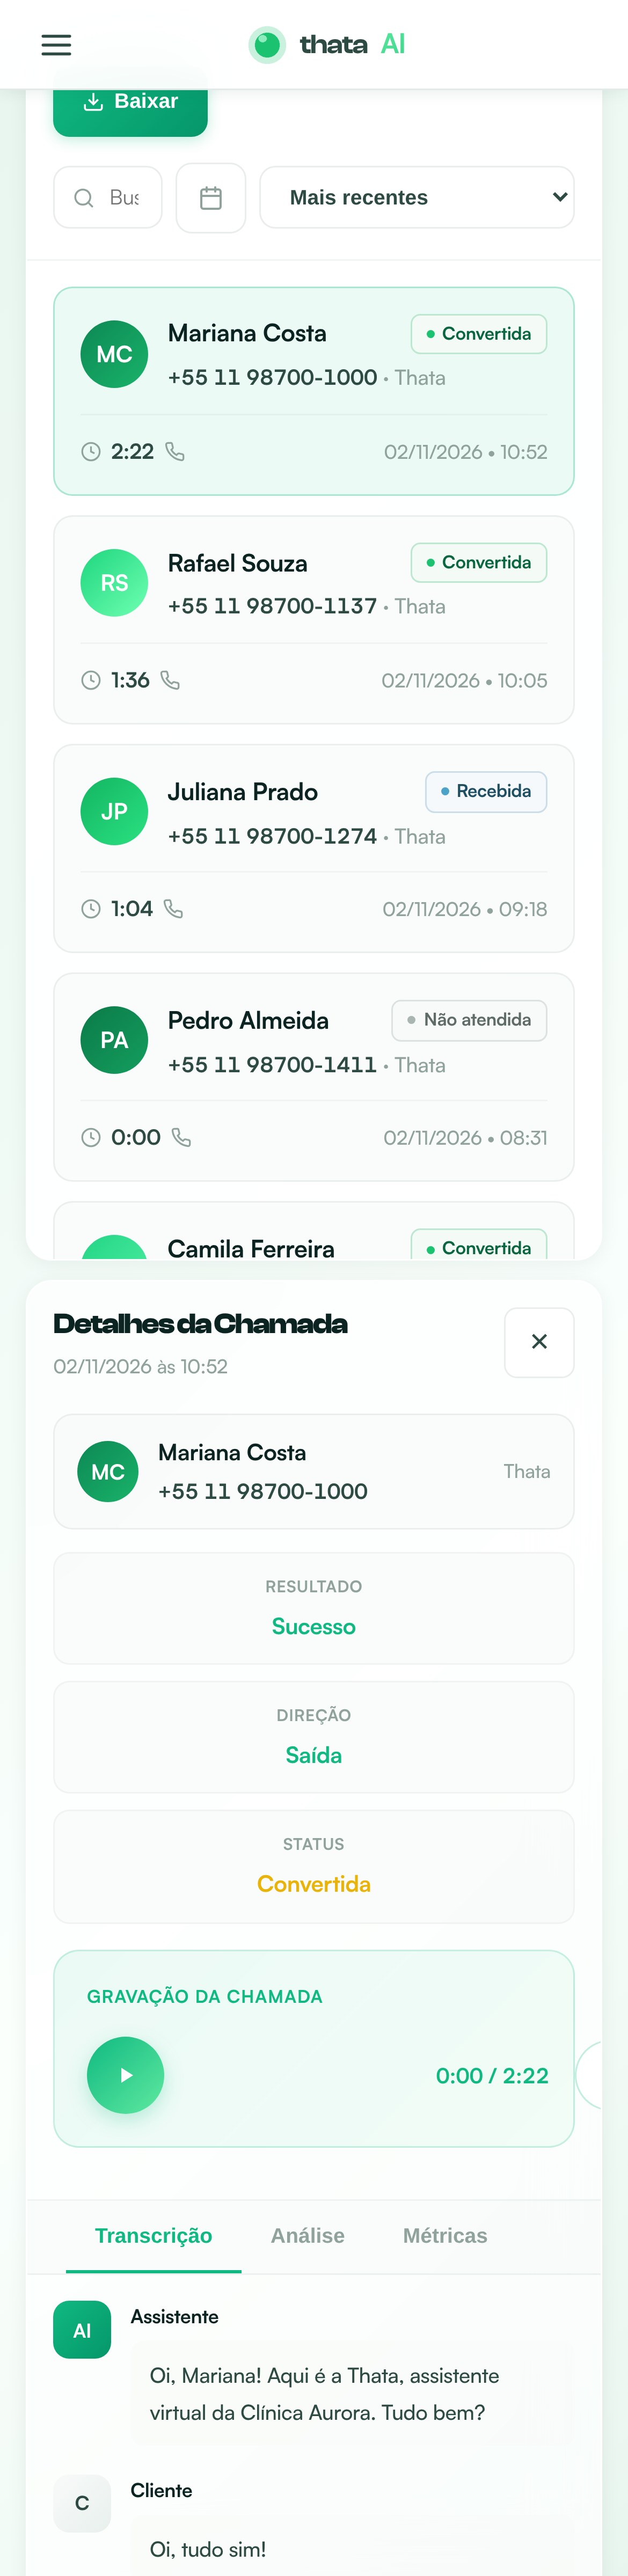 thata AI
Baixar
Bus
Mais recentes
MC
Mariana Costa
Convertida
+55 11 98700-1000 · Thata
2:22
02/11/2026 • 10:52
RS
Rafael Souza
Convertida
+55 11 98700-1137 · Thata
1:36
02/11/2026 • 10:05
JP
Juliana Prado
Recebida
+55 11 98700-1274 · Thata
1:04
02/11/2026 • 09:18
PA
Pedro Almeida
Não atendida
+55 11 98700-1411 · Thata
0:00
02/11/2026 • 08:31
Camila Ferreira
Convertida
Detalhes da Chamada
02/11/2026 às 10:52
MC
Mariana Costa
+55 11 98700-1000
Thata
RESULTADO
Sucesso
DIREÇÃO
Saída
STATUS
Convertida
GRAVAÇÃO DA CHAMADA
0:00 / 2:22
Transcrição
Análise
Métricas
AI
Assistente
Oi, Mariana! Aqui é a Thata, assistente
virtual da Clínica Aurora. Tudo bem?
C
Cliente
Oi, tudo sim!